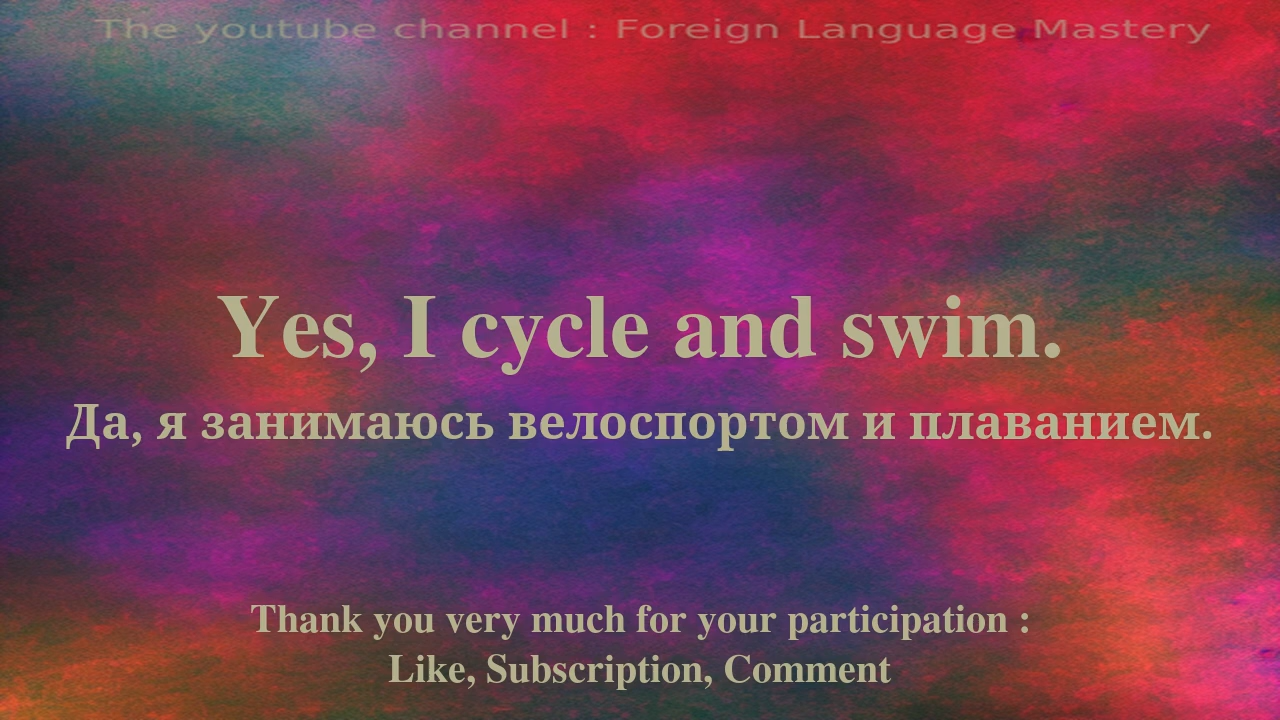 The youtube channel : Foreign Language Mastery
Yes, I cycle and swim.
Да, я занимаюсь велоспортом и плаванием.
Thank you very much for your participation :
Like, Subscription, Comment